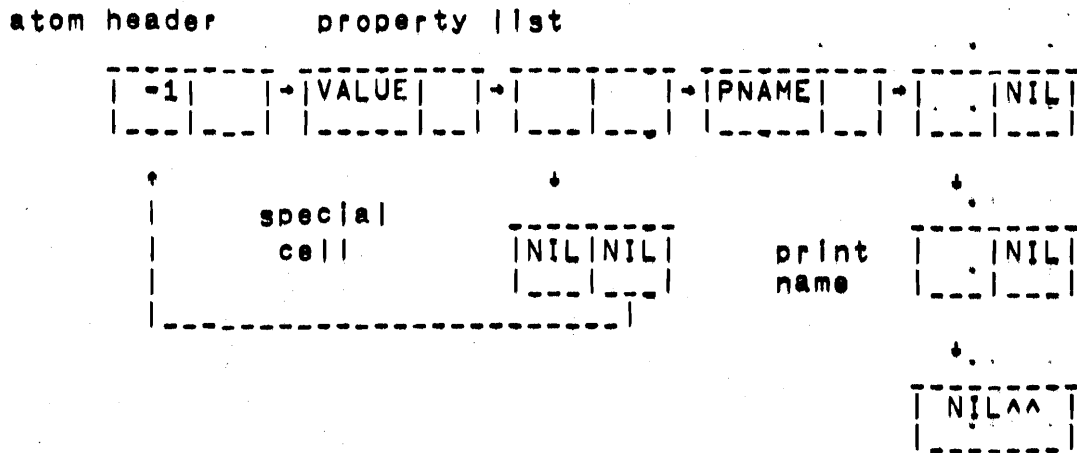 atom header property list
-1 VALUE PNAME NIL
special
cell NIL NIL print NIL
name
NIL^^